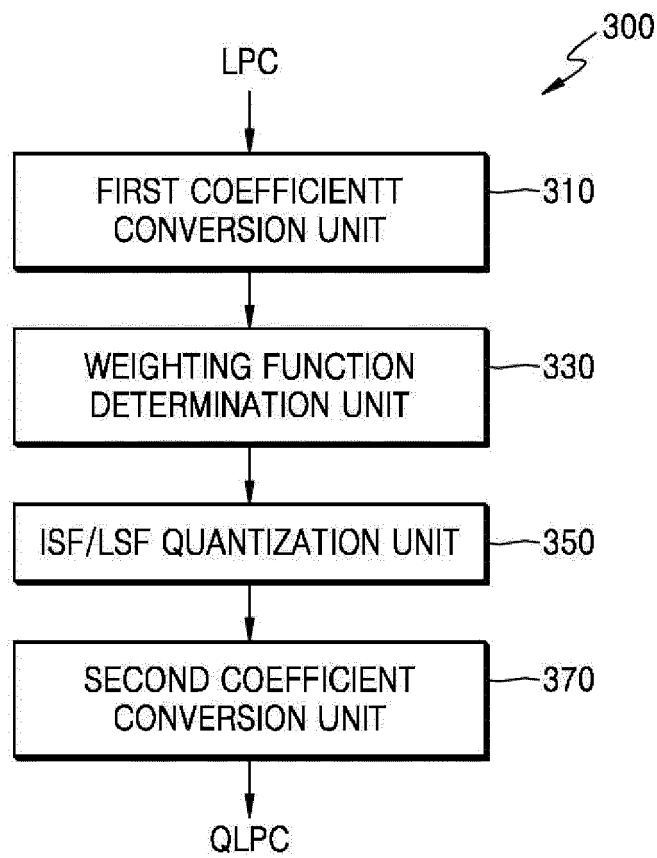 300
LPC
FIRST COEFFICIENTT
CONVERSION UNIT
310
WEIGHTING FUNCTION
DETERMINATION UNIT
330
ISF/LSF QUANTIZATION UNIT
350
SECOND COEFFICIENT
CONVERSION UNIT
370
QLPC